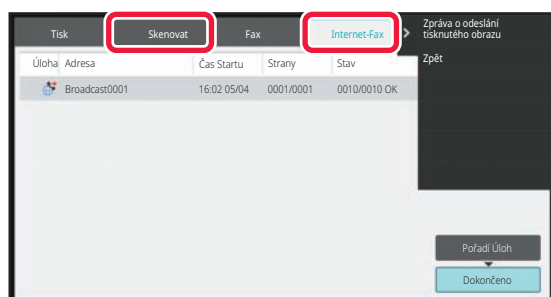 Tisk Skenovat Fax Internet-Fax
Úloha Adresa Čas Startu Strany Stav
Broadcast0001 16:02 05/04 0001/0001 0010/0010 OK
Zpráva o odeslání
tisknutého obrazu
Zpět
Pořadí Úloh
Dokončeno